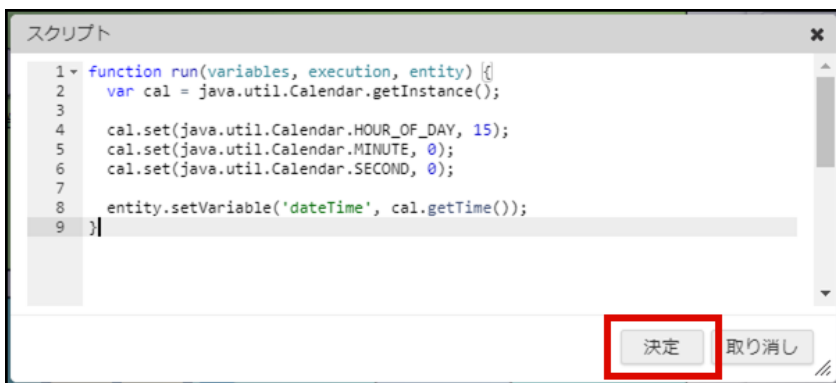 スクリプト
1 function run(variables, execution, entity) {
2   var cal = java.util.Calendar.getInstance();
3
4   cal.set(java.util.Calendar.HOUR_OF_DAY, 15);
5   cal.set(java.util.Calendar.MINUTE, 0);
6   cal.set(java.util.Calendar.SECOND, 0);
7
8   entity.setVariable('dateTime', cal.getTime());
9 }
決定 取り消し